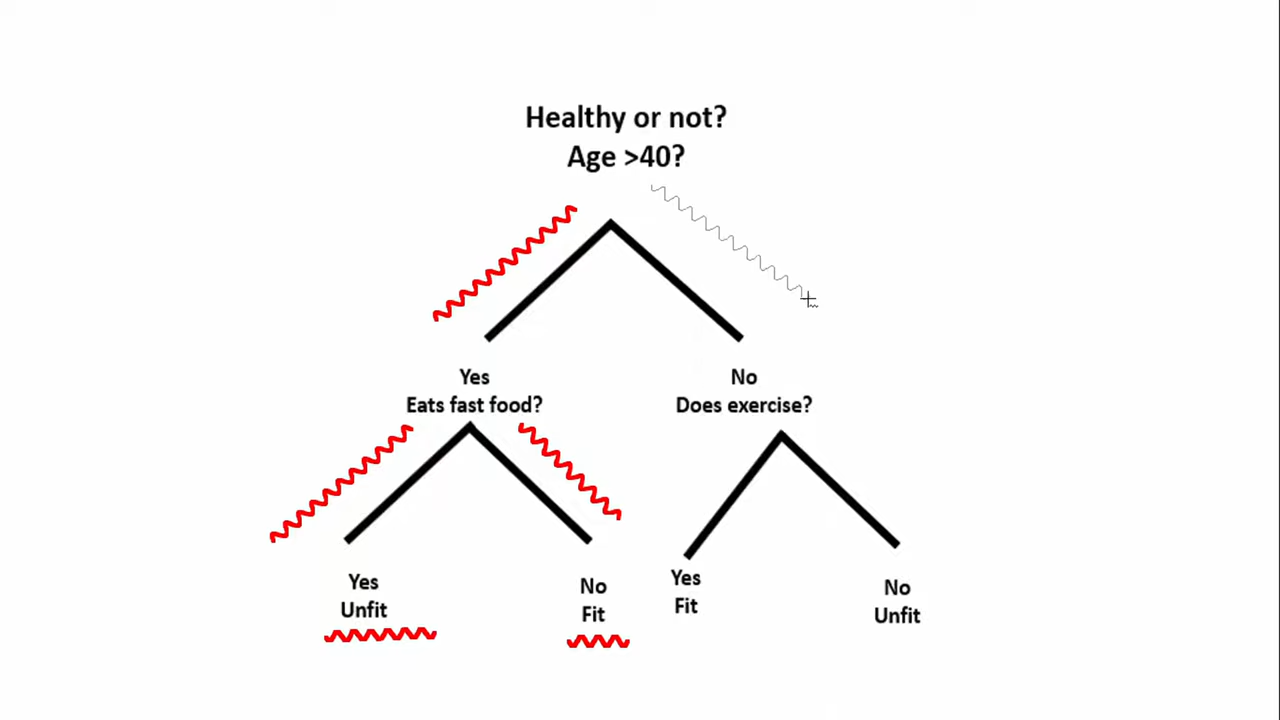 Healthy or not?
Age >40?
Yes
Eats fast food?
No
Does exercise?
Yes
Unfit
No
Fit
Yes
Fit
No
Unfit